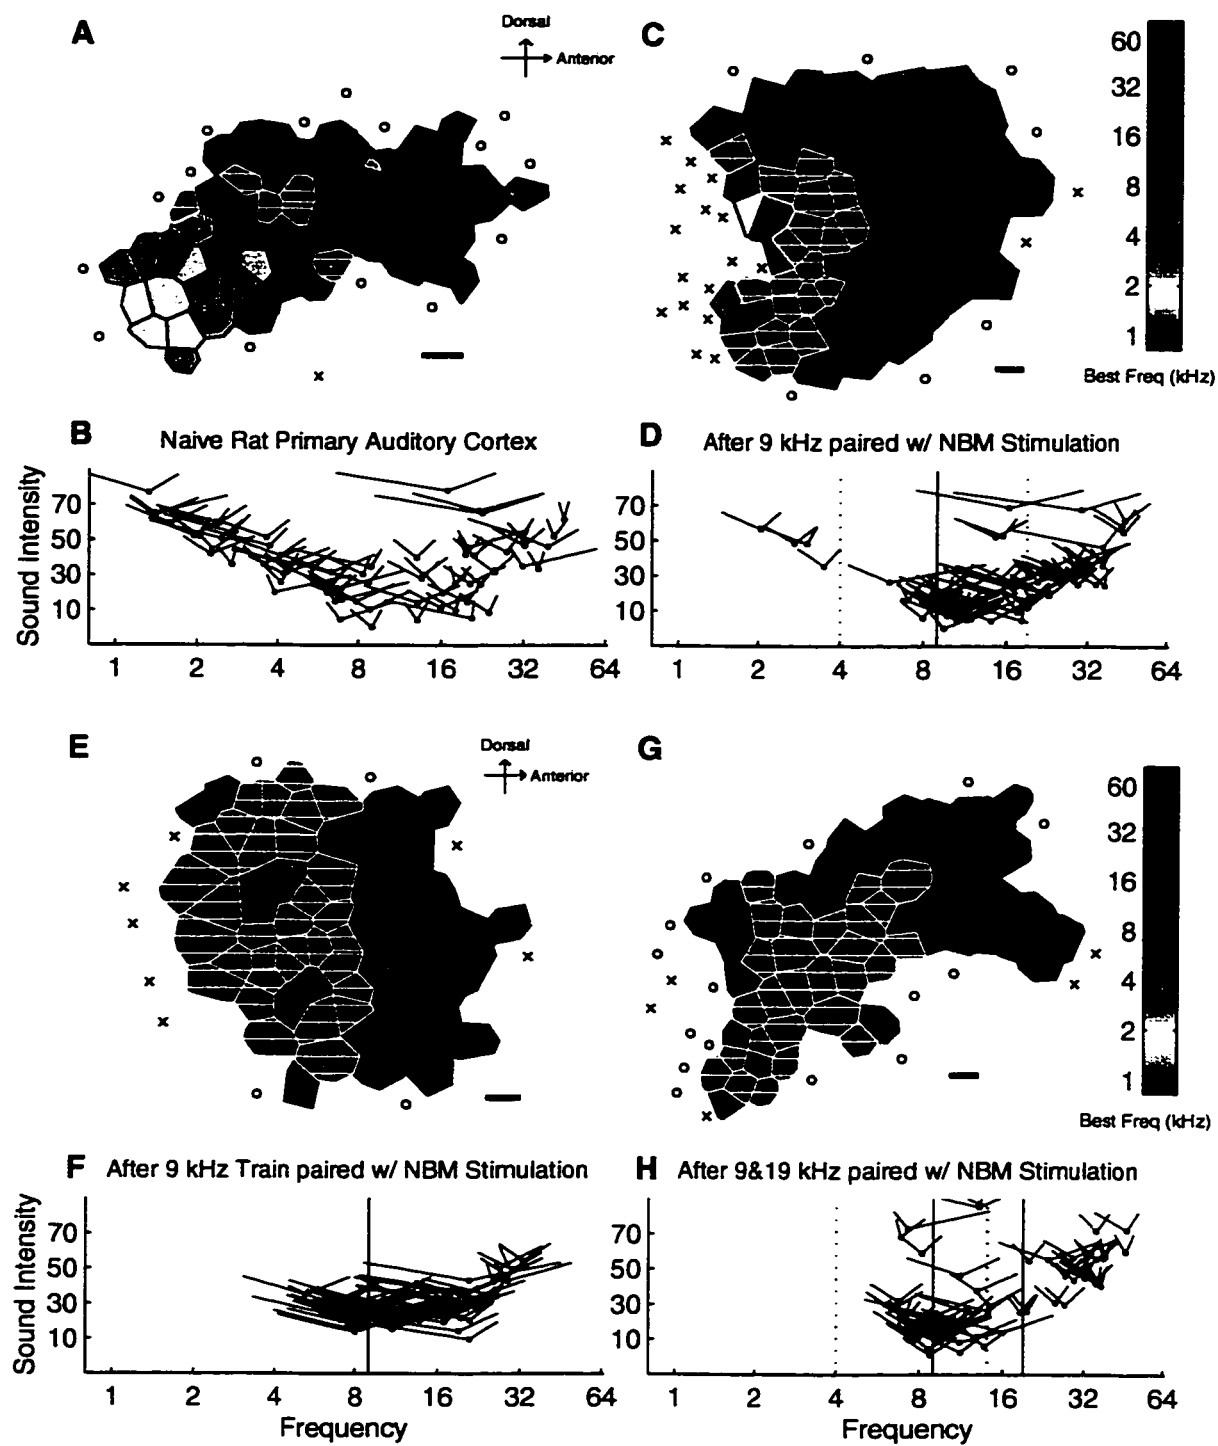 A
Dorsal
Anterior
C
60
32
16
8
4
2
1
Best Freq (kHz)
B Naive Rat Primary Auditory Cortex
Sound Intensity
70
50
30
10
1 2 4 8 16 32 64
D After 9 kHz paired w/ NBM Stimulation
70
50
30
10
1 2 4 8 16 32 64
E
Dorsal
Anterior
G
60
32
16
8
4
2
1
Best Freq (kHz)
F After 9 kHz Train paired w/ NBM Stimulation
Sound Intensity
70
50
30
10
1 2 4 8 16 32 64
Frequency
H After 9&19 kHz paired w/ NBM Stimulation
70
50
30
10
1 2 4 8 16 32 64
Frequency